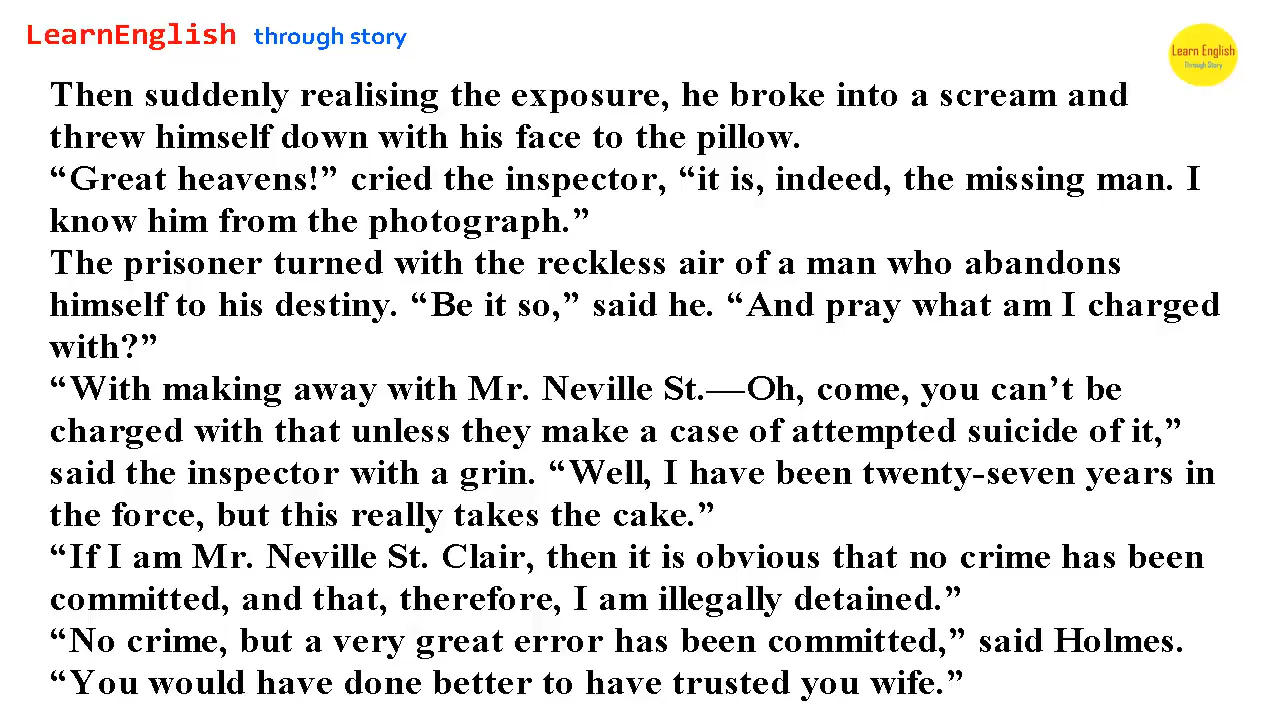 LearnEnglish through story
Learn English
Through Story
Then suddenly realising the exposure, he broke into a scream and
threw himself down with his face to the pillow.
“Great heavens!” cried the inspector, “it is, indeed, the missing man. I
know him from the photograph.”
The prisoner turned with the reckless air of a man who abandons
himself to his destiny. “Be it so,” said he. “And pray what am I charged
with?”
“With making away with Mr. Neville St.—Oh, come, you can’t be
charged with that unless they make a case of attempted suicide of it,”
said the inspector with a grin. “Well, I have been twenty-seven years in
the force, but this really takes the cake.”
“If I am Mr. Neville St. Clair, then it is obvious that no crime has been
committed, and that, therefore, I am illegally detained.”
“No crime, but a very great error has been committed,” said Holmes.
“You would have done better to have trusted you wife.”